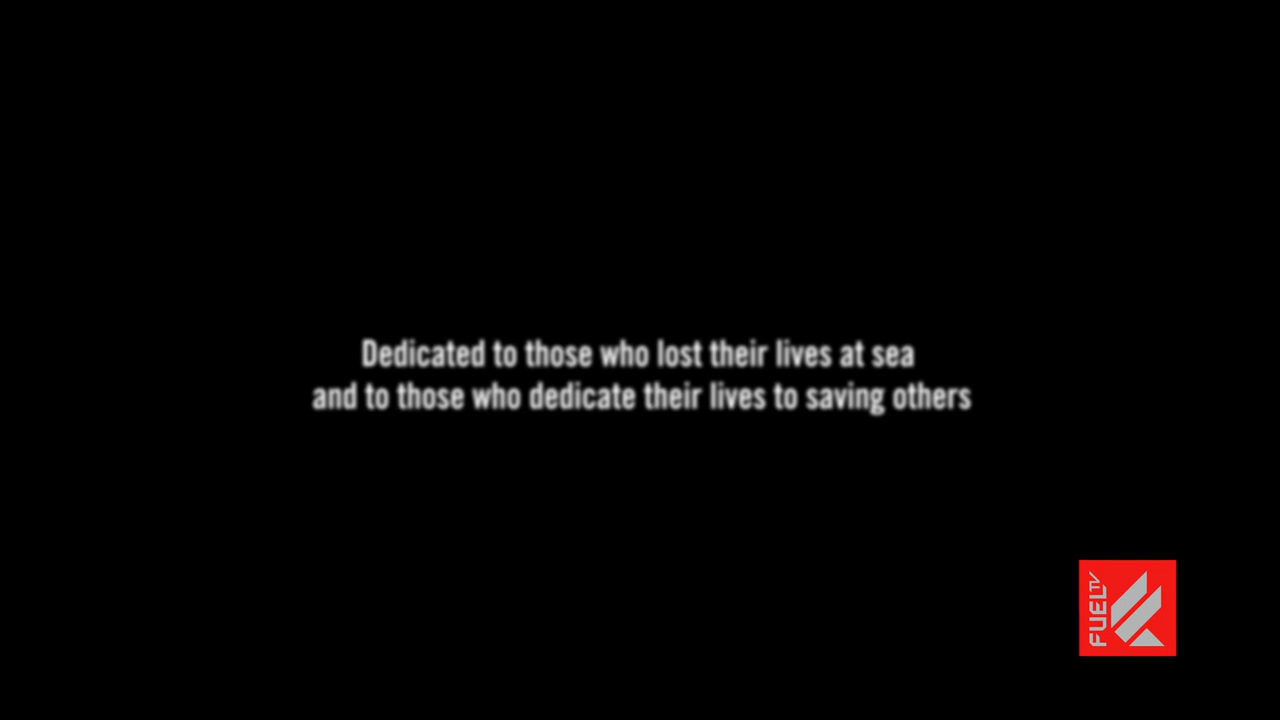 Dedicated to those who lost their lives at sea
and to those who dedicate their lives to saving others
FUEL TV